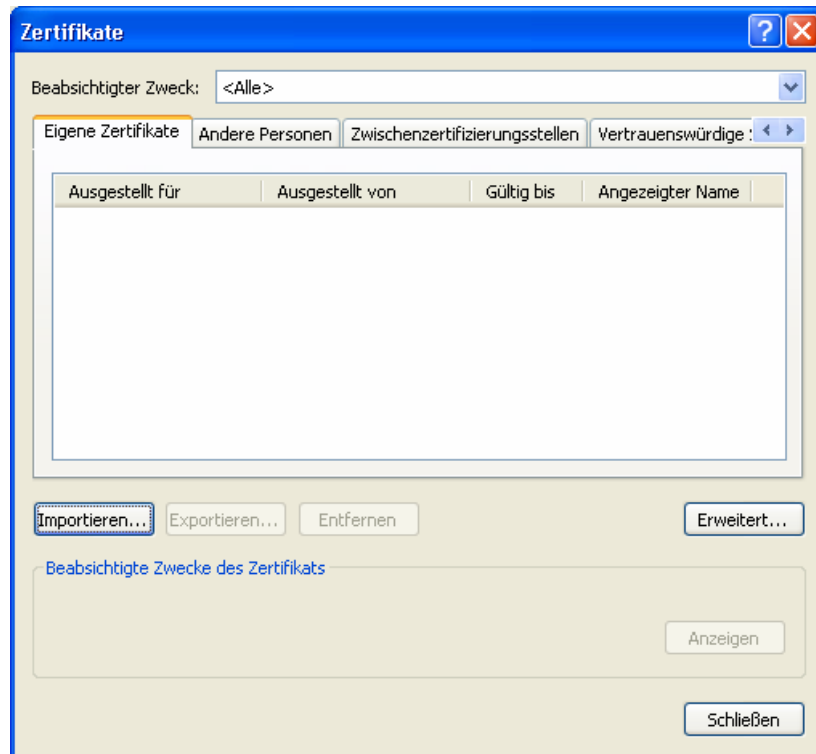 Zertifikate
Beabsichtigter Zweck: <Alle>
Eigene Zertifikate Andere Personen Zwischenzertifizierungsstellen Vertrauenswürdige
Ausgestellt für Ausgestellt von Gültig bis Angezeigter Name
Importieren... Exportieren... Entfernen Erweitert...
Beabsichtigte Zwecke des Zertifikats
Anzeigen
Schließen